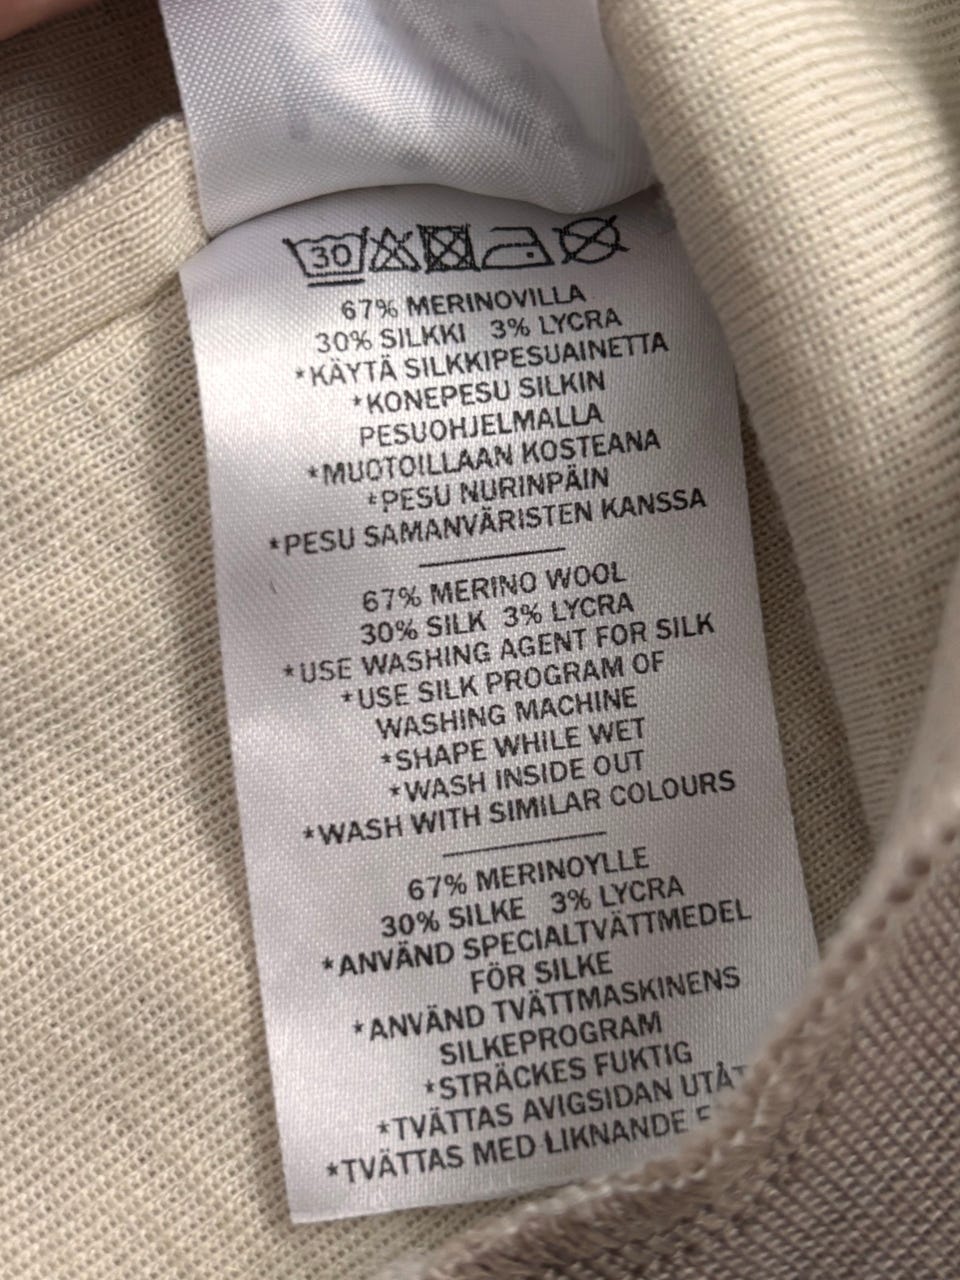 30
67% MERINOVILLA
30% SILKKI 3% LYCRA
*KÄYTÄ SILKKIPESUAINETTA
*KONEPESU SILKIN
PESUOHJELMALLA
*MUOTOILLAAN KOSTEANA
*PESU NURINPÄIN
*PESU SAMANVÄRISTEN KANSSA
67% MERINO WOOL
30% SILK 3% LYCRA
*USE WASHING AGENT FOR SILK
*USE SILK PROGRAM OF
WASHING MACHINE
*SHAPE WHILE WET
*WASH INSIDE OUT
*WASH WITH SIMILAR COLOURS
67% MERINOYLLE
30% SILKE 3% LYCRA
*ANVÄND SPECIALTVÄTTMEDEL
FÖR SILKE
*ANVÄND TVÄTTMASKINENS
SILKEPROGRAM
*STRÄCKES FUKTIG
*TVÄTTAS AVIGSIDAN UTÅT
*TVÄTTAS MED LIKNANDE